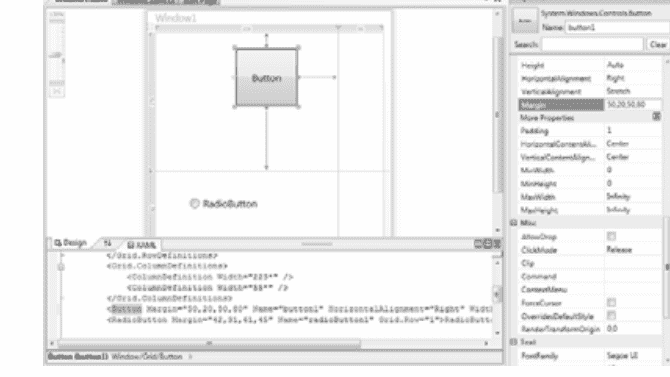 Window1
Button
RadioButton
Design
XAML
</Grid.RowDefinitions>
<Grid.ColumnDefinitions>
<ColumnDefinition Width="225*" />
<ColumnDefinition Width="55*" />
</Grid.ColumnDefinitions>
<Button Margin="50,20,50,60" Name="button1" HorizontalAlignment="Right" Widt
<RadioButton Margin="42,31,61,45" Name="radioButton1" Grid.Row="1">RadioButt
Button (button1) Window/Grid/Button
System.Windows.Controls.Button
Name: button1
Search: Clear
Height Auto
HorizontalAlignment Right
VerticalAlignment Stretch
Margin 50,20,50,60
More Properties
Padding 1
HorizontalContentAli... Center
VerticalContentAlign... Center
MinWidth 0
MinHeight 0
MaxWidth Infinity
MaxHeight Infinity
Misc
AllowDrop
ClickMode Release
Clip
Command
ContextMenu
ForceCursor
OverridesDefaultStyle
RenderTransformOrigin 0,0
Text
FontFamily Segoe UI